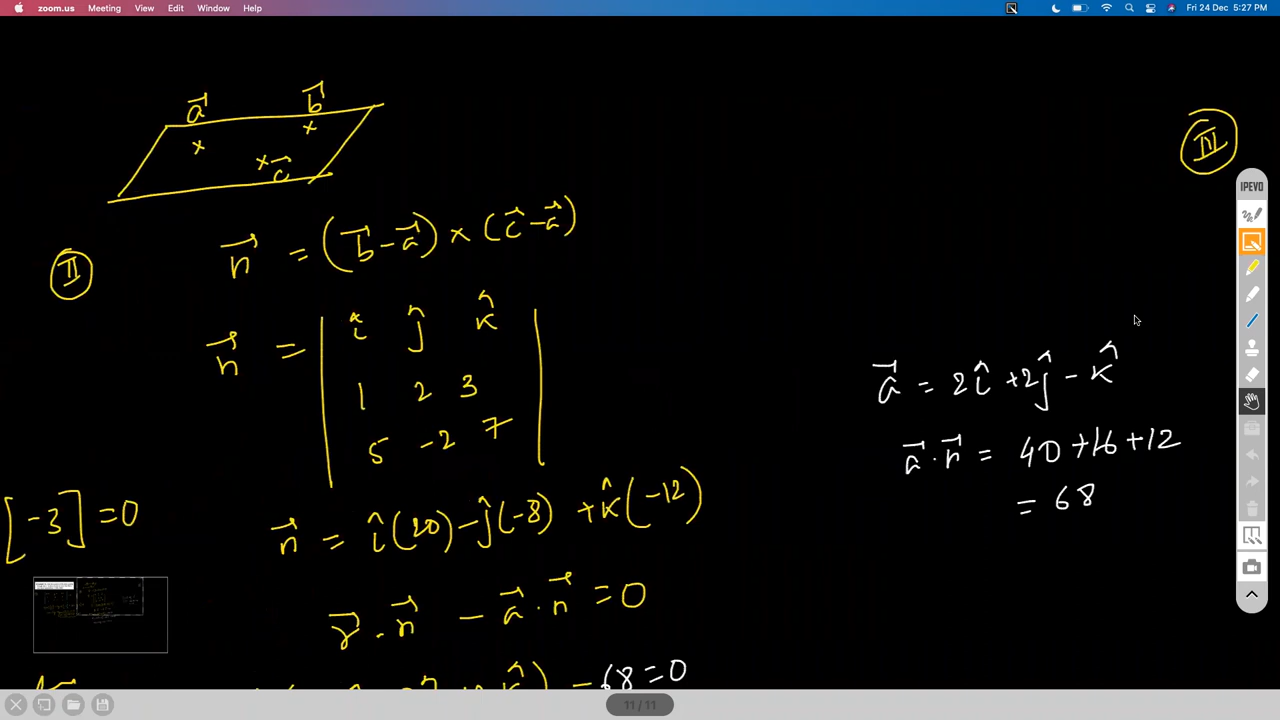 zoom.us Meeting View Edit Window Help Fri 24 Dec 5:27 PM
a⃗ b⃗
c⃗
IV
IPEVO
II
n⃗ = (b⃗ - a⃗) × (c⃗ - a⃗)
n⃗ = | î ĵ k̂
1 2 3
5 -2 7 |
n⃗ = î(20) - ĵ(-8) + k̂(-12)
r⃗ . n⃗ - a⃗ . n⃗ = 0
- 68 = 0
[-3] = 0
a⃗ = 2î + 2ĵ - k̂
a⃗ . n⃗ = 40 + 16 + 12
= 68
11 / 11